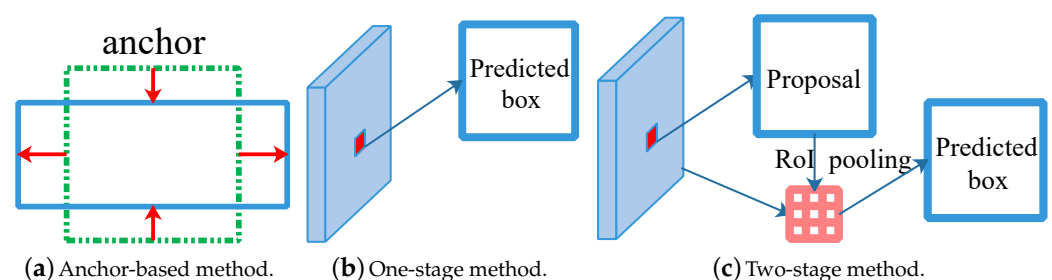 anchor
(a) Anchor-based method.
Predicted
box
(b) One-stage method.
Proposal
RoI pooling
Predicted
box
(c) Two-stage method.